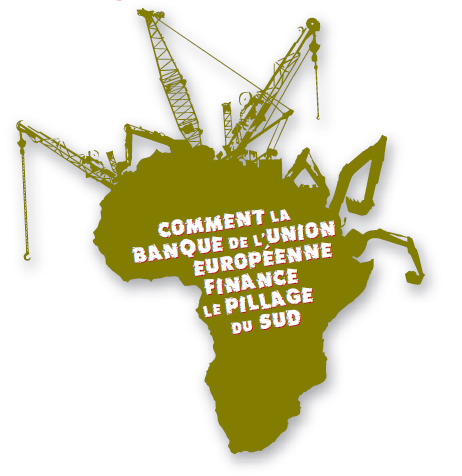 COMMENT LA
BANQUE DE L'UNION
EUROPÉENNE
FINANCE
LE PILLAGE
DU SUD